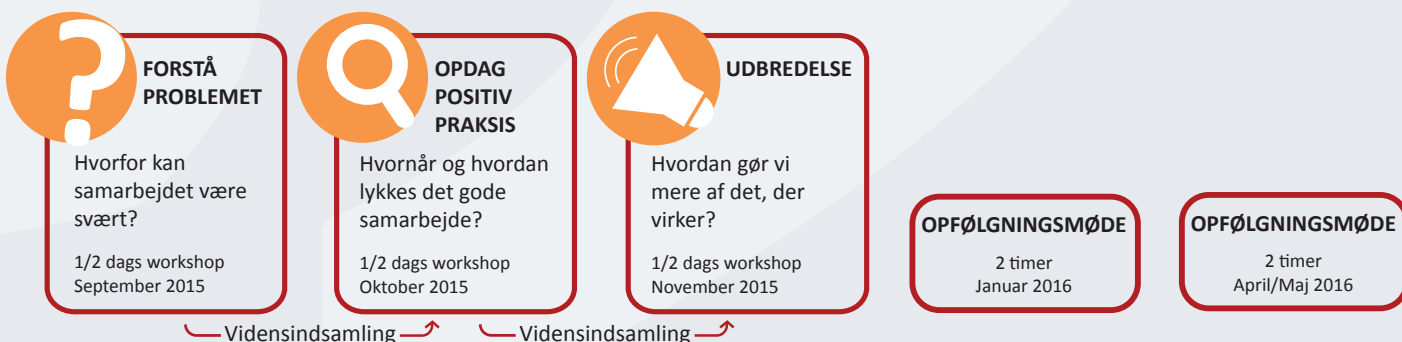 FORSTÅ
PROBLEMET
Hvorfor kan
samarbejdet være
svært?
1/2 dags workshop
September 2015
OPDAG
POSITIV
PRAKSIS
Hvornår og hvordan
lykkes det gode
samarbejde?
1/2 dags workshop
Oktober 2015
UDBREDELSE
Hvordan gør vi
mere af det, der
virker?
1/2 dags workshop
November 2015
OPFØLGNINGSMØDE
2 timer
Januar 2016
OPFØLGNINGSMØDE
2 timer
April/Maj 2016
Vidensindsamling
Vidensindsamling